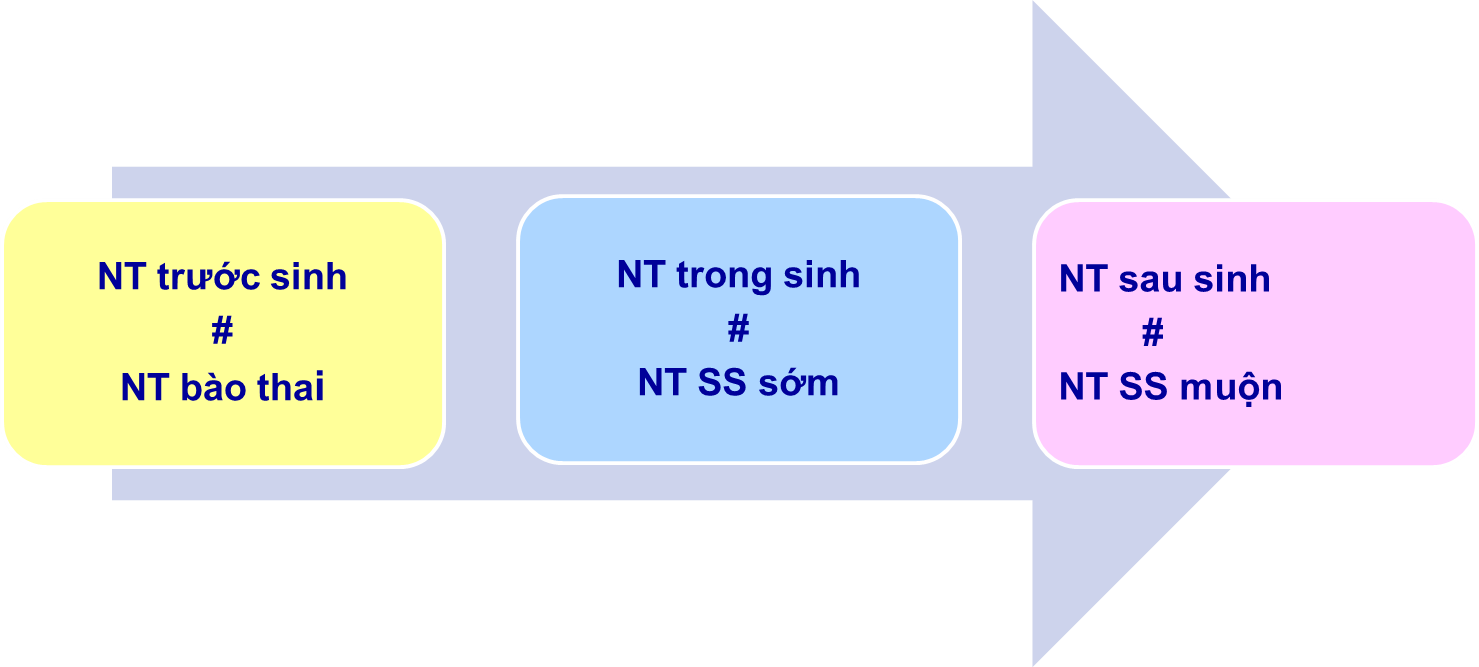 NT trước sinh
#
NT bào thai
NT trong sinh
#
NT SS sớm
NT sau sinh
#
NT SS muộn